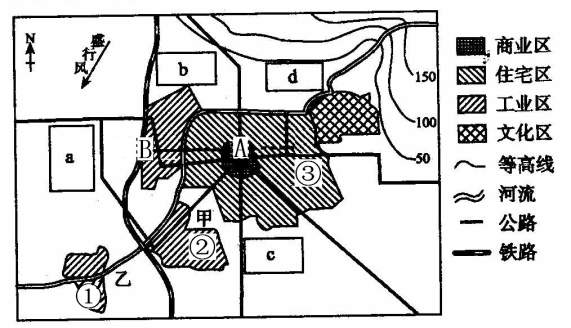 N
盛行风
b
d
a
B
A
③
甲
②
c
乙
①
150
100
50
商业区
住宅区
工业区
文化区
等高线
河流
公路
铁路